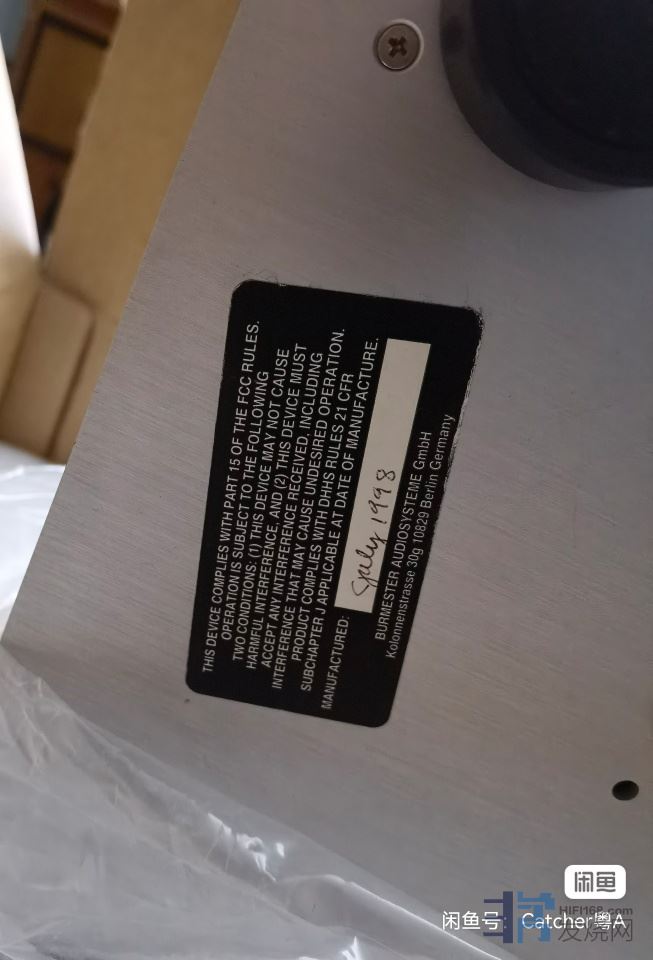 THIS DEVICE COMPLIES WITH PART 15 OF THE FCC RULES.
OPERATION IS SUBJECT TO THE FOLLOWING
TWO CONDITIONS: (1) THIS DEVICE MAY NOT CAUSE
HARMFUL INTERFERENCE, AND (2) THIS DEVICE MUST
ACCEPT ANY INTERFERENCE RECEIVED, INCLUDING
INTERFERENCE THAT MAY CAUSE UNDESIRED OPERATION.
PRODUCT COMPLIES WITH DHHS RULES 21 CFR
SUBCHAPTER J APPLICABLE AT DATE OF MANUFACTURE.
MANUFACTURED: July 1998
BURMESTER AUDIOSYSTEME GmbH
Kolonnenstrasse 30g 10829 Berlin Germany
闲鱼
闲鱼号: Catcher粤A
HIFI168.com
发烧网